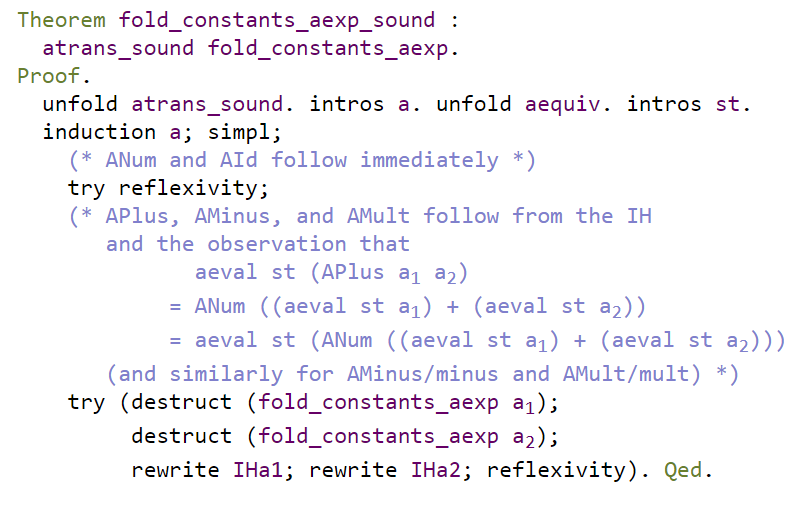 Theorem fold_constants_aexp_sound :
atrans_sound fold_constants_aexp.
Proof.
unfold atrans_sound. intros a. unfold aequiv. intros st.
induction a; simpl;
(* ANum and AId follow immediately *)
try reflexivity;
(* APlus, AMinus, and AMult follow from the IH
and the observation that
aeval st (APlus a₁ a₂)
= ANum ((aeval st a₁) + (aeval st a₂))
= aeval st (ANum ((aeval st a₁) + (aeval st a₂)))
(and similarly for AMinus/minus and AMult/mult) *)
try (destruct (fold_constants_aexp a₁);
destruct (fold_constants_aexp a₂);
rewrite IHa1; rewrite IHa2; reflexivity). Qed.